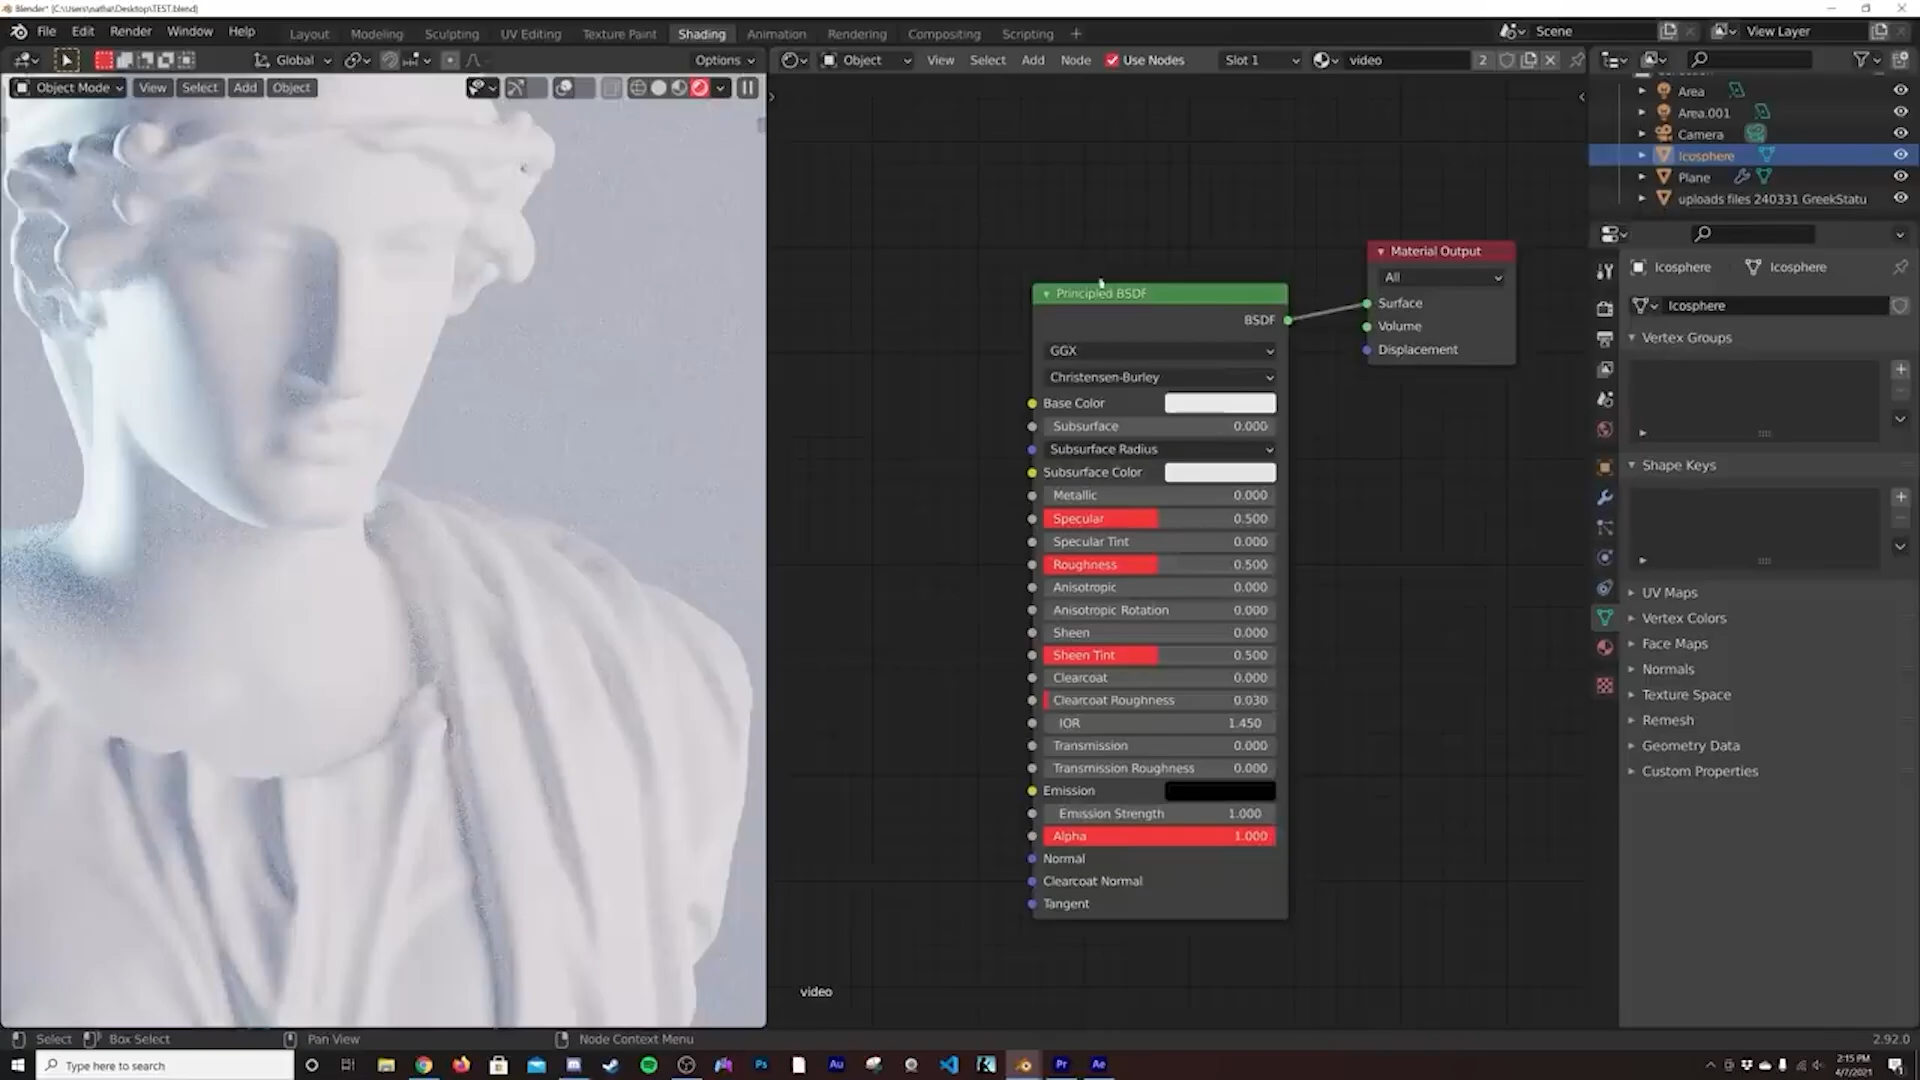 Blender* [C:\Users\natha\Desktop\TEST.blend]
File Edit Render Window Help
Layout Modeling Sculpting UV Editing Texture Paint Shading Animation Rendering Compositing Scripting +
Scene
View Layer
Global
Options
Object
View Select Add Node
Use Nodes
Slot 1
video
2
Object Mode
View Select Add Object
Area
Area.001
Camera
Icosphere
Plane
uploads files 240331 GreekStatu
Principled BSDF
BSDF
GGX
Christensen-Burley
Base Color
Subsurface 0.000
Subsurface Radius
Subsurface Color
Metallic 0.000
Specular 0.500
Specular Tint 0.000
Roughness 0.500
Anisotropic 0.000
Anisotropic Rotation 0.000
Sheen 0.000
Sheen Tint 0.500
Clearcoat 0.000
Clearcoat Roughness 0.030
IOR 1.450
Transmission 0.000
Transmission Roughness 0.000
Emission
Emission Strength 1.000
Alpha 1.000
Normal
Clearcoat Normal
Tangent
Material Output
All
Surface
Volume
Displacement
video
Icosphere Icosphere
Icosphere
Vertex Groups
Shape Keys
UV Maps
Vertex Colors
Face Maps
Normals
Texture Space
Remesh
Geometry Data
Custom Properties
Select Box Select Pan View Node Context Menu
2.92.0
Type here to search
Ps
Au
Pr
Ae
2:15 PM
4/7/2021